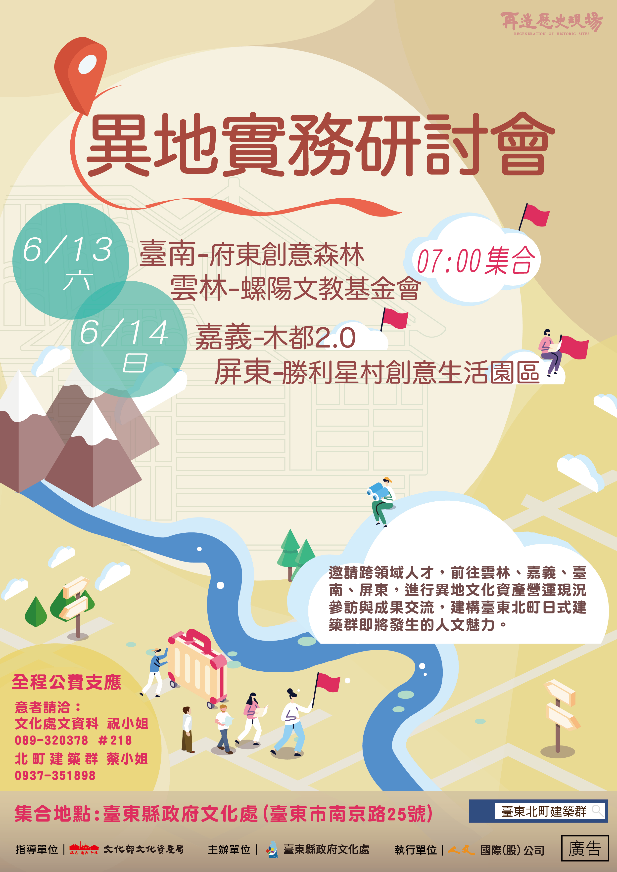 再造歷史現場
異地實務研討會
6/13
六
臺南-府東創意森林
雲林-螺陽文教基金會
07:00集合
6/14
日
嘉義-木都2.0
屏東-勝利星村創意生活園區
邀請跨領域人才，前往雲林、嘉義、臺
南、屏東，進行異地文化資產營運現況
參訪與成果交流，建構臺東北町日式建
築群即將發生的人文魅力。
全程公費支應
意者請洽：
文化處文資科 祝小姐
089-320378 #218
北町建築群 蔡小姐
0937-351898
集合地點:臺東縣政府文化處(臺東市南京路25號)
臺東北町建築群
指導單位| 文化部文化資產局 主辦單位| 臺東縣政府文化處 執行單位| 國際(股)公司
廣告